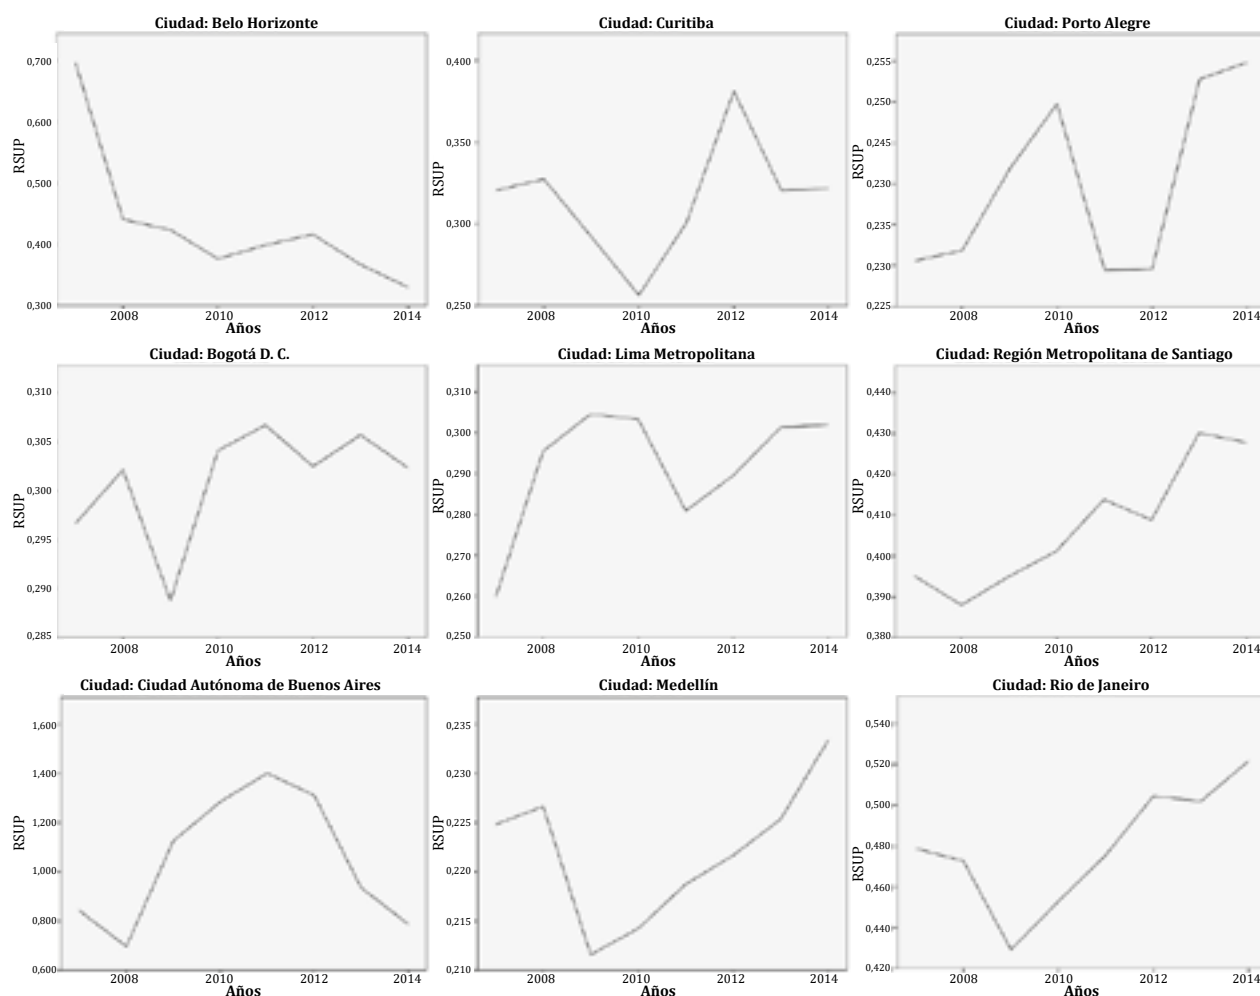 Ciudad: Belo Horizonte
0,700
0,600
0,500
0,400
0,300
RSUP
2008 2010 2012 2014
Años
Ciudad: Curitiba
0,400
0,350
0,300
0,250
RSUP
2008 2010 2012 2014
Años
Ciudad: Porto Alegre
0,255
0,250
0,245
0,230
0,235
0,230
0,225
RSUP
2008 2010 2012 2014
Años
Ciudad: Bogotá D. C.
0,310
0,305
0,300
0,295
0,290
0,285
RSUP
2008 2010 2012 2014
Años
Ciudad: Lima Metropolitana
0,310
0,300
0,290
0,280
0,270
0,260
0,250
RSUP
2008 2010 2012 2014
Años
Ciudad: Región Metropolitana de Santiago
0,440
0,430
0,420
0,410
0,400
0,390
0,380
RSUP
2008 2010 2012 2014
Años
Ciudad: Ciudad Autónoma de Buenos Aires
1,600
1,400
1,200
1,000
0,800
0,600
RSUP
2008 2010 2012 2014
Años
Ciudad: Medellín
0,235
0,230
0,225
0,220
0,215
0,210
RSUP
2008 2010 2012 2014
Años
Ciudad: Rio de Janeiro
0,540
0,520
0,500
0,480
0,460
0,440
0,420
RSUP
2008 2010 2012 2014
Años